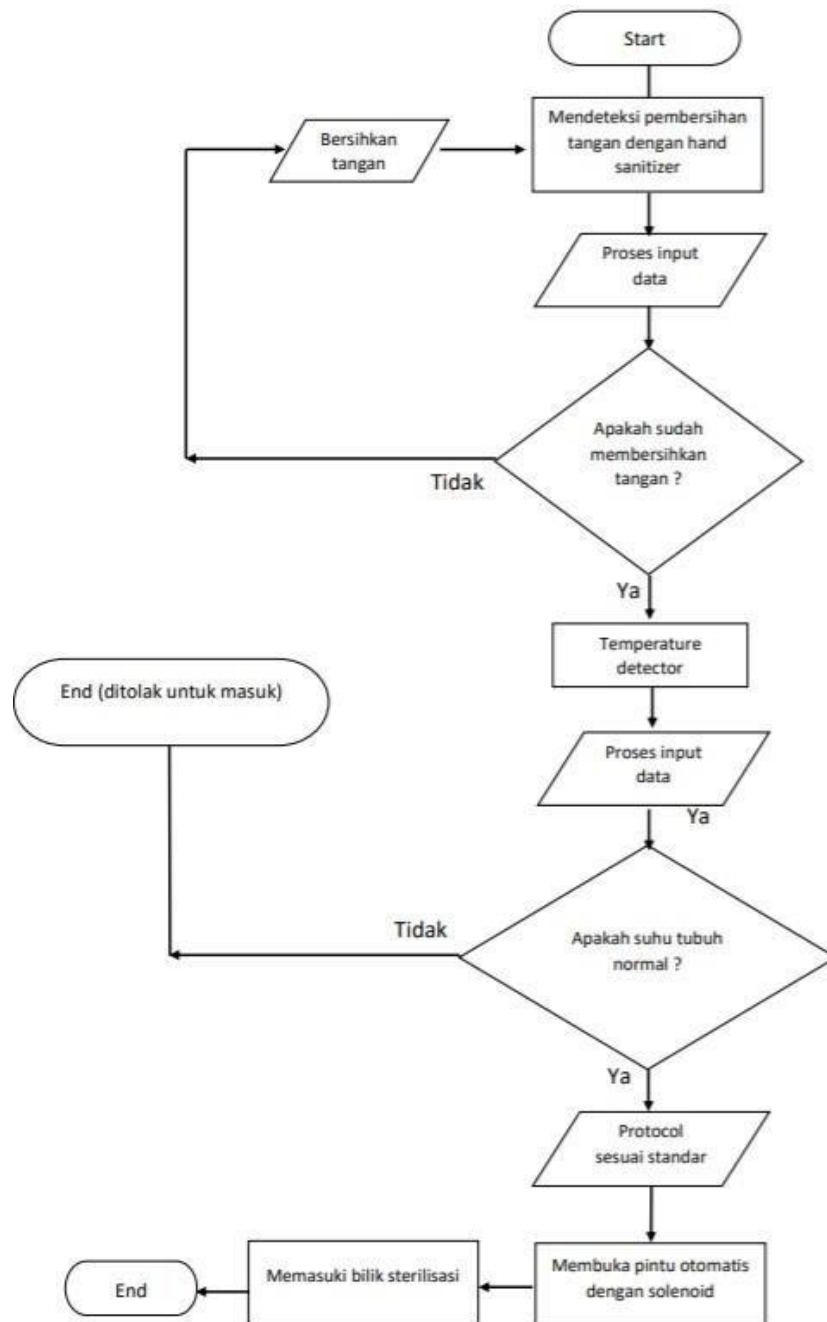 Start
Mendeteksi pembersihan
tangan dengan hand
sanitizer
Bersihkan
tangan
Proses input
data
Apakah sudah
membersihkan
tangan ?
Tidak
Ya
Temperature
detector
End (ditolak untuk masuk)
Proses input
data
Ya
Tidak
Apakah suhu tubuh
normal ?
Ya
Protocol
sesuai standar
Membuka pintu otomatis
dengan solenoid
Memasuki bilik sterilisasi
End